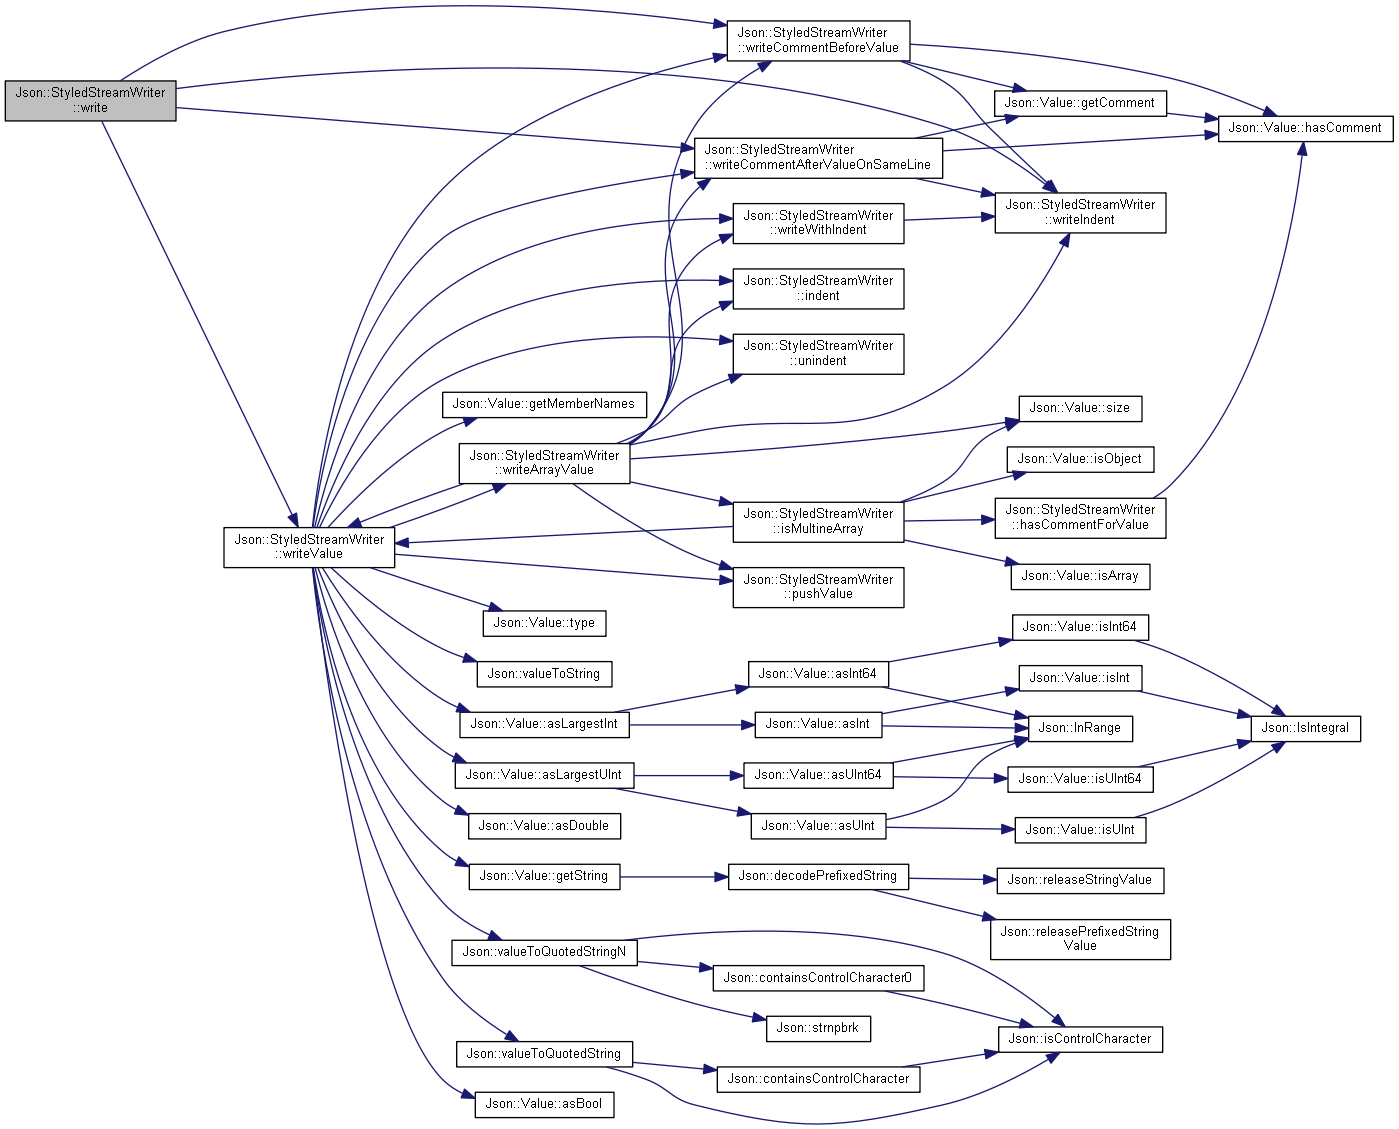 Json::StyledStreamWriter
::write
Json::StyledStreamWriter
::writeCommentBeforeValue
Json::Value::getComment
Json::Value::hasComment
Json::StyledStreamWriter
::writeCommentAfterValueOnSameLine
Json::StyledStreamWriter
::writeIndent
Json::StyledStreamWriter
::writeWithIndent
Json::StyledStreamWriter
::indent
Json::StyledStreamWriter
::unindent
Json::Value::getMemberNames
Json::Value::size
Json::StyledStreamWriter
::writeArrayValue
Json::Value::isObject
Json::StyledStreamWriter
::isMultineArray
Json::StyledStreamWriter
::hasCommentForValue
Json::StyledStreamWriter
::writeValue
Json::Value::isArray
Json::StyledStreamWriter
::pushValue
Json::Value::type
Json::Value::isInt64
Json::valueToString
Json::Value::asInt64
Json::Value::isInt
Json::Value::asLargestInt
Json::Value::asInt
Json::InRange
Json::IsIntegral
Json::Value::asLargestUInt
Json::Value::asUInt64
Json::Value::isUInt64
Json::Value::asDouble
Json::Value::asUInt
Json::Value::isUInt
Json::Value::getString
Json::decodePrefixedString
Json::releaseStringValue
Json::releasePrefixedString
Value
Json::valueToQuotedStringN
Json::containsControlCharacter0
Json::strnpbrk
Json::isControlCharacter
Json::valueToQuotedString
Json::containsControlCharacter
Json::Value::asBool